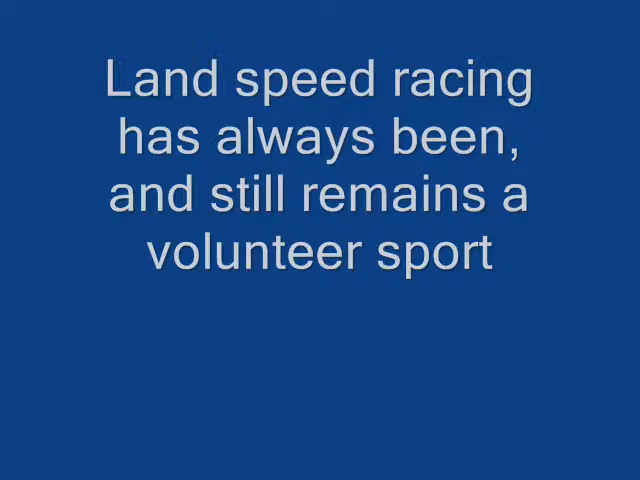 Land speed racing
has always been,
and still remains a
volunteer sport